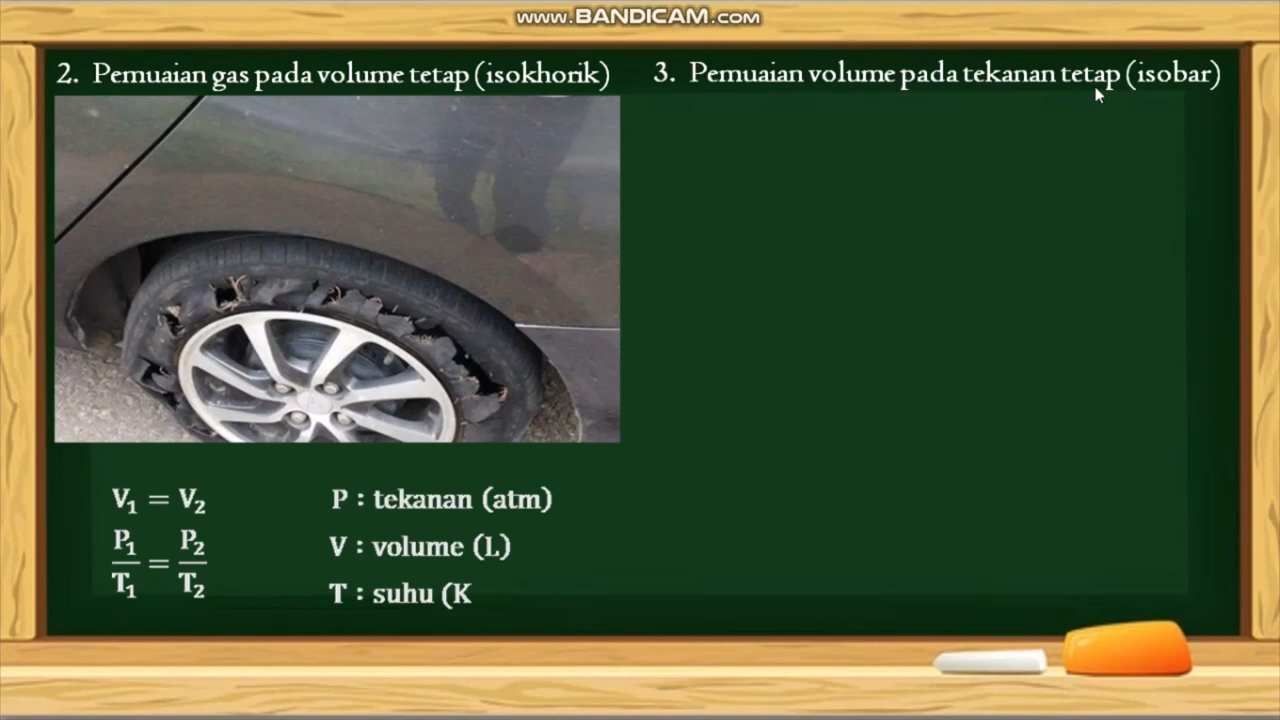 www.BANDICAM.com
2. Pemuaian gas pada volume tetap (isokhorik)
3. Pemuaian volume pada tekanan tetap (isobar)
V₁ = V₂
P₁/T₁ = P₂/T₂
P : tekanan (atm)
V : volume (L)
T : suhu (K